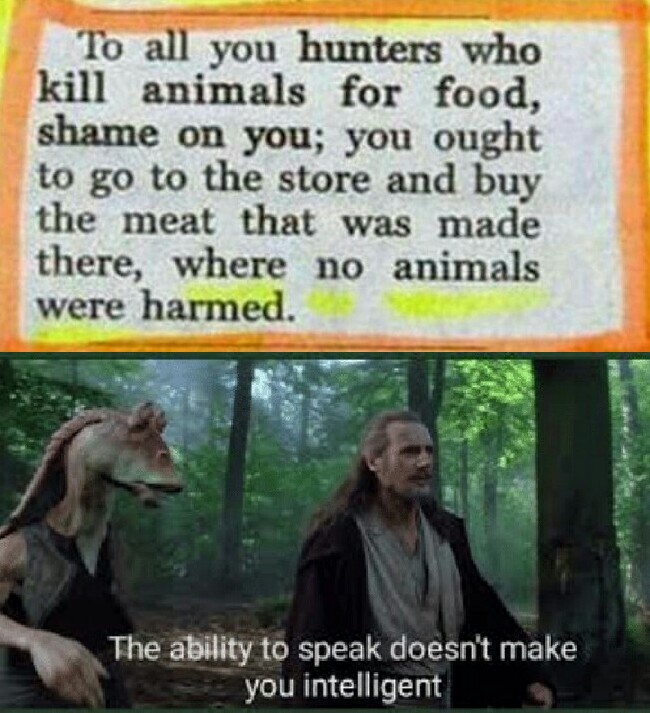 To all you hunters who
kill animals for food,
shame on you; you ought
to go to the store and buy
the meat that was made
there, where no animals
were harmed.
The ability to speak doesn't make
you intelligent